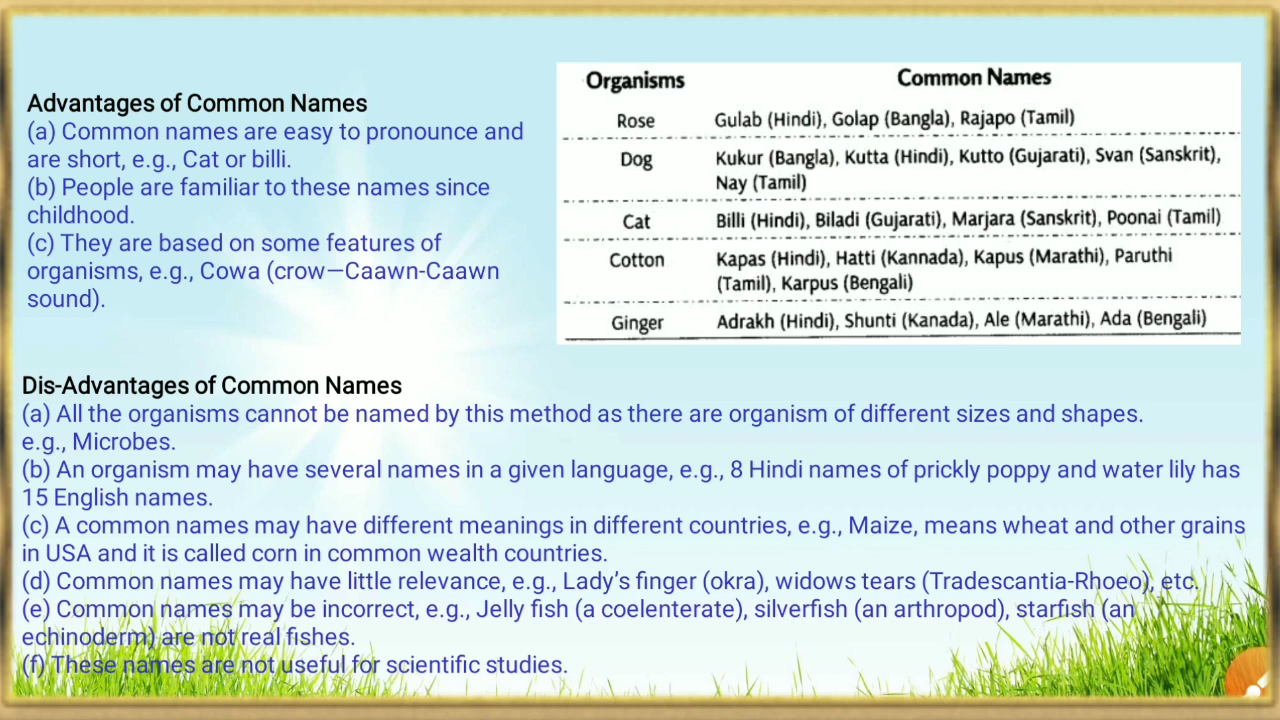 Advantages of Common Names
(a) Common names are easy to pronounce and
are short, e.g., Cat or billi.
(b) People are familiar to these names since
childhood.
(c) They are based on some features of
organisms, e.g., Cowa (crow—Caawn-Caawn
sound).
Organisms Common Names
Rose Gulab (Hindi), Golap (Bangla), Rajapo (Tamil)
Dog Kukur (Bangla), Kutta (Hindi), Kutto (Gujarati), Svan (Sanskrit),
Nay (Tamil)
Cat Billi (Hindi), Biladi (Gujarati), Marjara (Sanskrit), Poonai (Tamil)
Cotton Kapas (Hindi), Hatti (Kannada), Kapus (Marathi), Paruthi
(Tamil), Karpus (Bengali)
Ginger Adrakh (Hindi), Shunti (Kanada), Ale (Marathi), Ada (Bengali)
Dis-Advantages of Common Names
(a) All the organisms cannot be named by this method as there are organism of different sizes and shapes.
e.g., Microbes.
(b) An organism may have several names in a given language, e.g., 8 Hindi names of prickly poppy and water lily has
15 English names.
(c) A common names may have different meanings in different countries, e.g., Maize, means wheat and other grains
in USA and it is called corn in common wealth countries.
(d) Common names may have little relevance, e.g., Lady's finger (okra), widows tears (Tradescantia-Rhoeo), etc.
(e) Common names may be incorrect, e.g., Jelly fish (a coelenterate), silverfish (an arthropod), starfish (an
echinoderm) are not real fishes.
(f) These names are not useful for scientific studies.